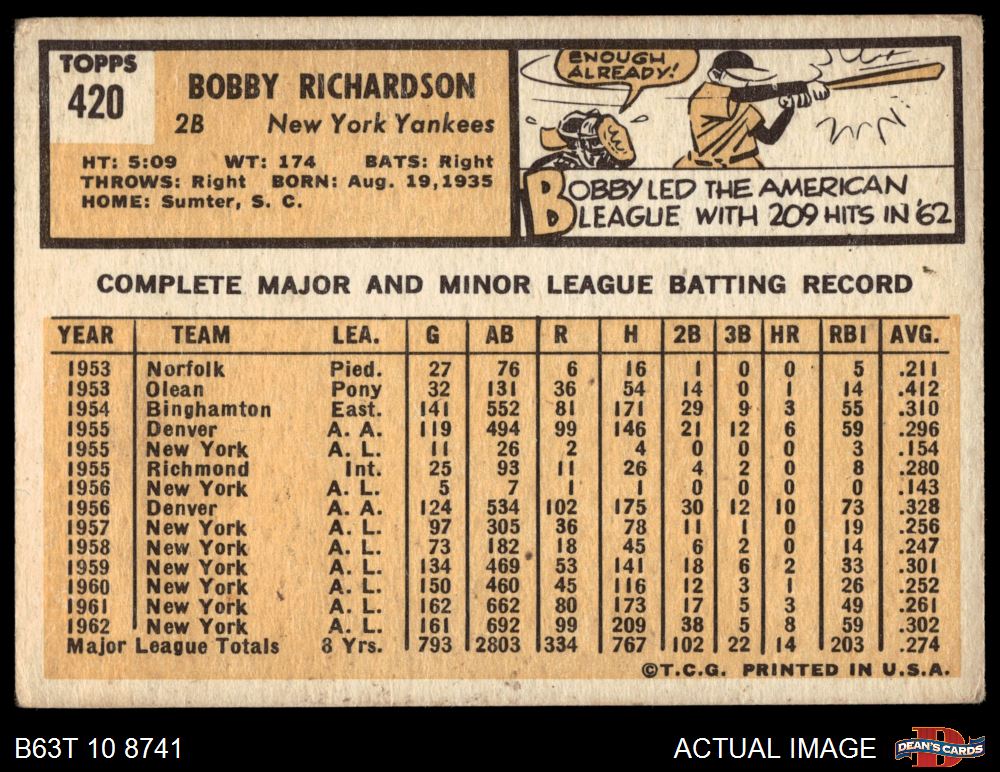 TOPPS
420
BOBBY RICHARDSON
2B New York Yankees
HT: 5:09 WT: 174 BATS: Right
THROWS: Right BORN: Aug. 19, 1935
HOME: Sumter, S. C.
ENOUGH
ALREADY!
BOBBY LED THE AMERICAN
LEAGUE WITH 209 HITS IN '62
COMPLETE MAJOR AND MINOR LEAGUE BATTING RECORD
YEAR TEAM LEA. G AB R H 2B 3B HR RBI AVG.
1953 Norfolk Pied. 27 76 6 16 1 0 0 5 .211
1953 Olean Pony 32 131 36 54 14 0 1 14 .412
1954 Binghamton East. 141 552 81 171 29 9 3 55 .310
1955 Denver A. A. 119 494 99 146 21 12 6 59 .296
1955 New York A. L. 11 26 2 4 0 0 0 3 .154
1955 Richmond Int. 25 93 11 26 4 2 0 8 .280
1956 New York A. L. 5 7 1 1 0 0 0 0 .143
1956 Denver A. A. 124 534 102 175 30 12 10 73 .328
1957 New York A. L. 97 305 36 78 11 1 0 19 .256
1958 New York A. L. 73 182 18 45 6 2 0 14 .247
1959 New York A. L. 134 469 53 141 18 6 2 33 .301
1960 New York A. L. 150 460 45 116 12 3 1 26 .252
1961 New York A. L. 162 662 80 173 17 5 3 49 .261
1962 New York A. L. 161 692 99 209 38 5 8 59 .302
Major League Totals 8 Yrs. 793 2803 334 767 102 22 14 203 .274
©T.C.G. PRINTED IN U.S.A.
B63T 10 8741
ACTUAL IMAGE
D
DEAN'S CARDS